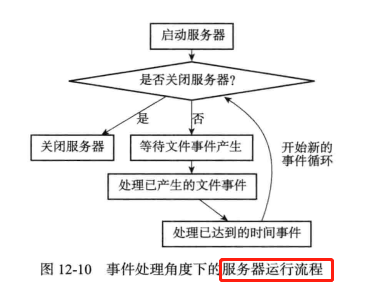 启动服务器
是否关闭服务器?
是
否
关闭服务器
等待文件事件产生
开始新的
事件循环
处理已产生的文件事件
处理已达到的时间事件
图 12-10 事件处理角度下的服务器运行流程